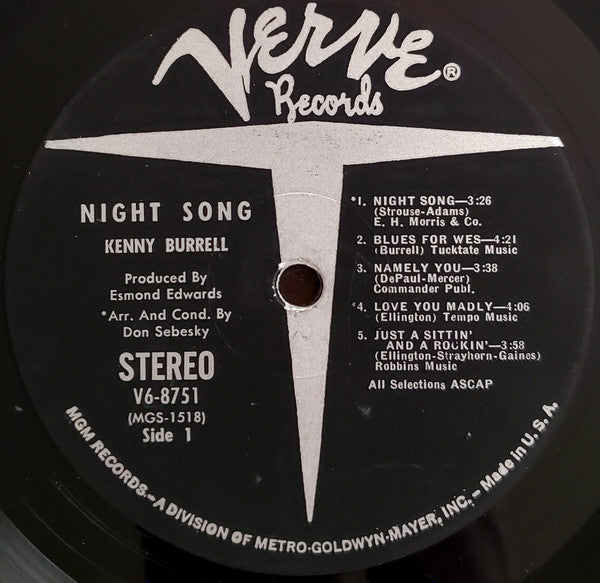 Verve®
Records
NIGHT SONG
KENNY BURRELL
Produced By
Esmond Edwards
*Arr. And Cond. By
Don Sebesky
STEREO
V6-8751
(MGS-1518)
Side 1
*1. NIGHT SONG—3:26
(Strouse-Adams)
E. H. Morris & Co.
2. BLUES FOR WES—4:21
(Burrell) Tucktate Music
3. NAMELY YOU—3:38
(DePaul-Mercer)
Commander Publ.
*4. LOVE YOU MADLY—4:06
(Ellington) Tempo Music
5. JUST A SITTIN'
AND A ROCKIN'—3:58
(Ellington-Strayhorn-Gaines)
Robbins Music
All Selections ASCAP
MGM RECORDS—A DIVISION OF METRO-GOLDWYN-MAYER, INC.—Made in U. S. A.